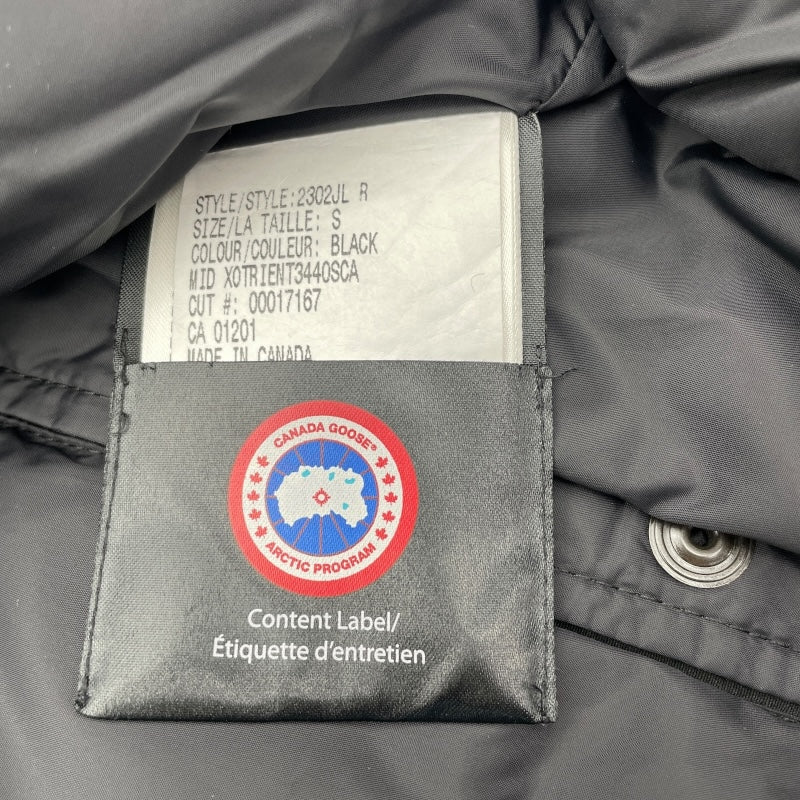 STYLE/STYLE:2302JL R
SIZE/LA TAILLE: S
COLOUR/COULEUR: BLACK
MID XOTRIENT3440SCA
CUT #: 00017167
CA 01201
MADE IN CANADA
CANADA GOOSE®
ARCTIC PROGRAM
Content Label/
Étiquette d'entretien